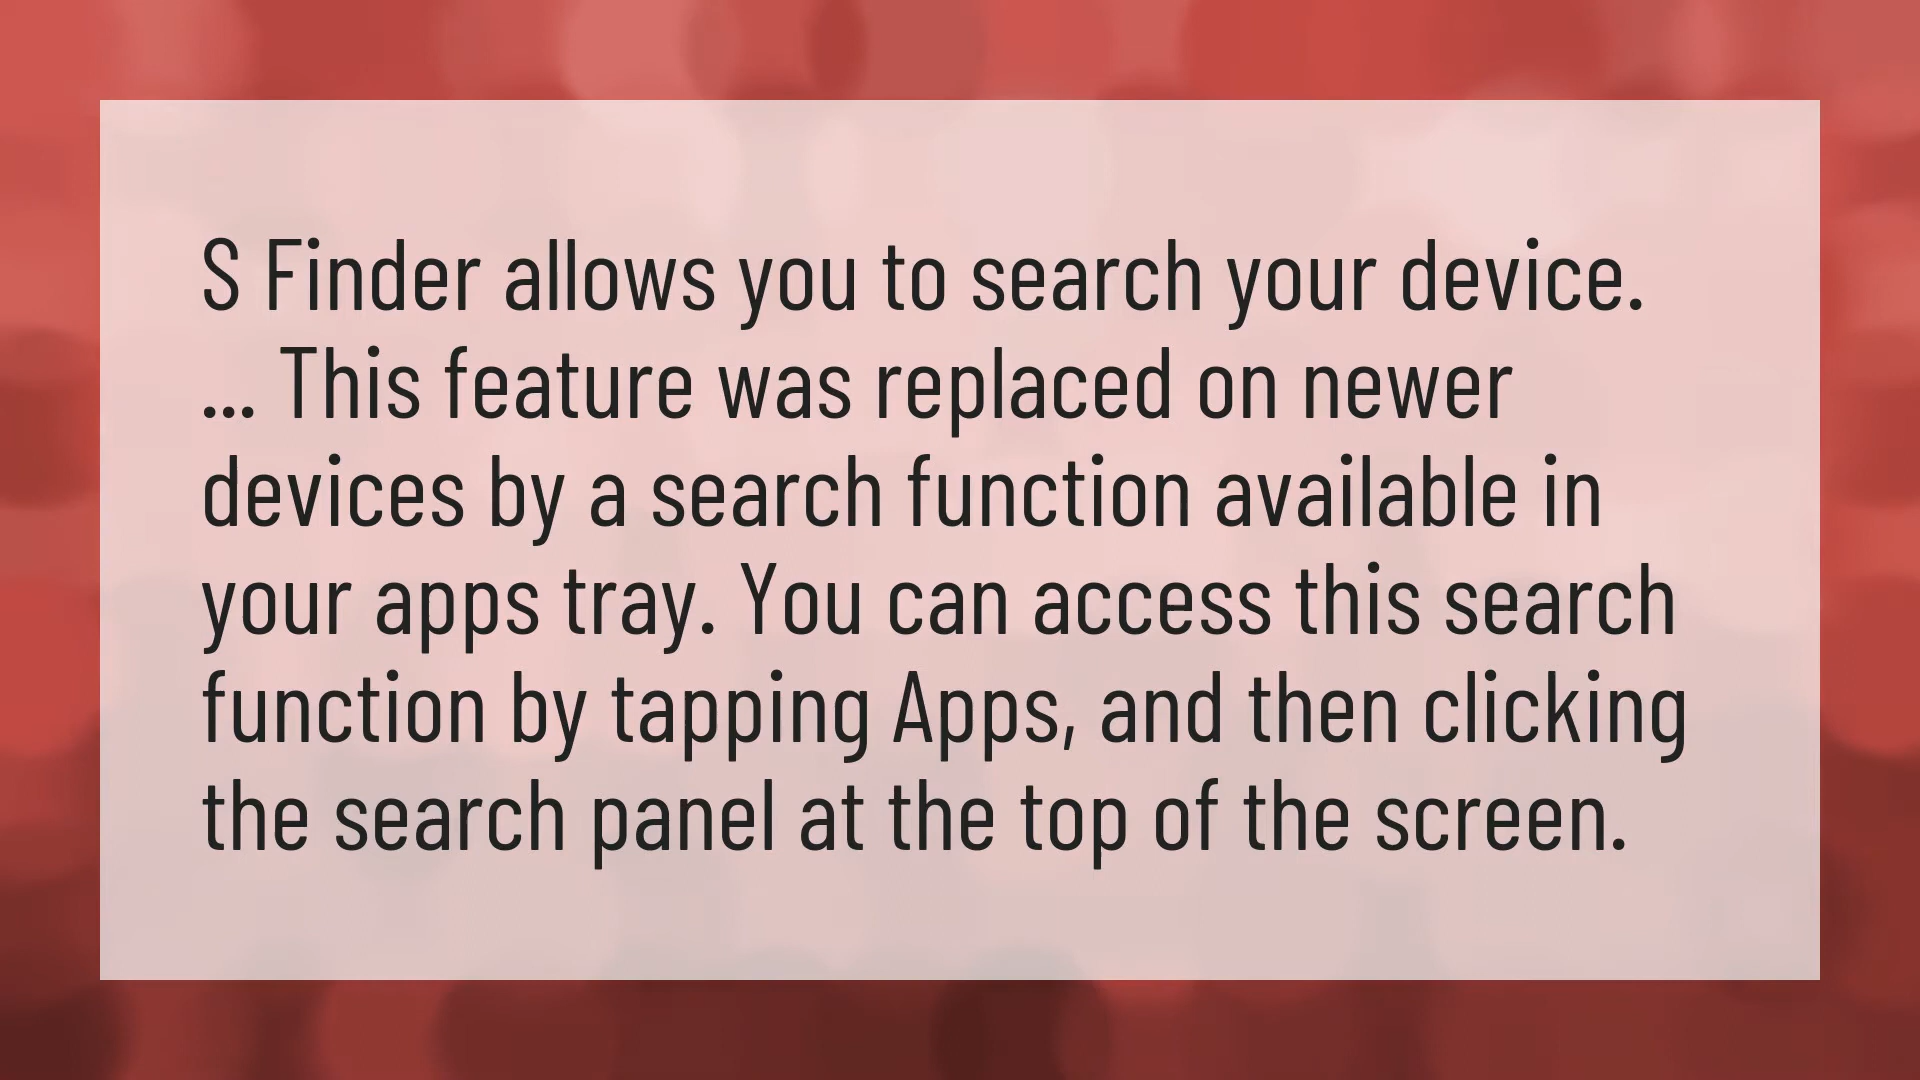 S Finder allows you to search your device.
... This feature was replaced on newer
devices by a search function available in
your apps tray. You can access this search
function by tapping Apps, and then clicking
the search panel at the top of the screen.